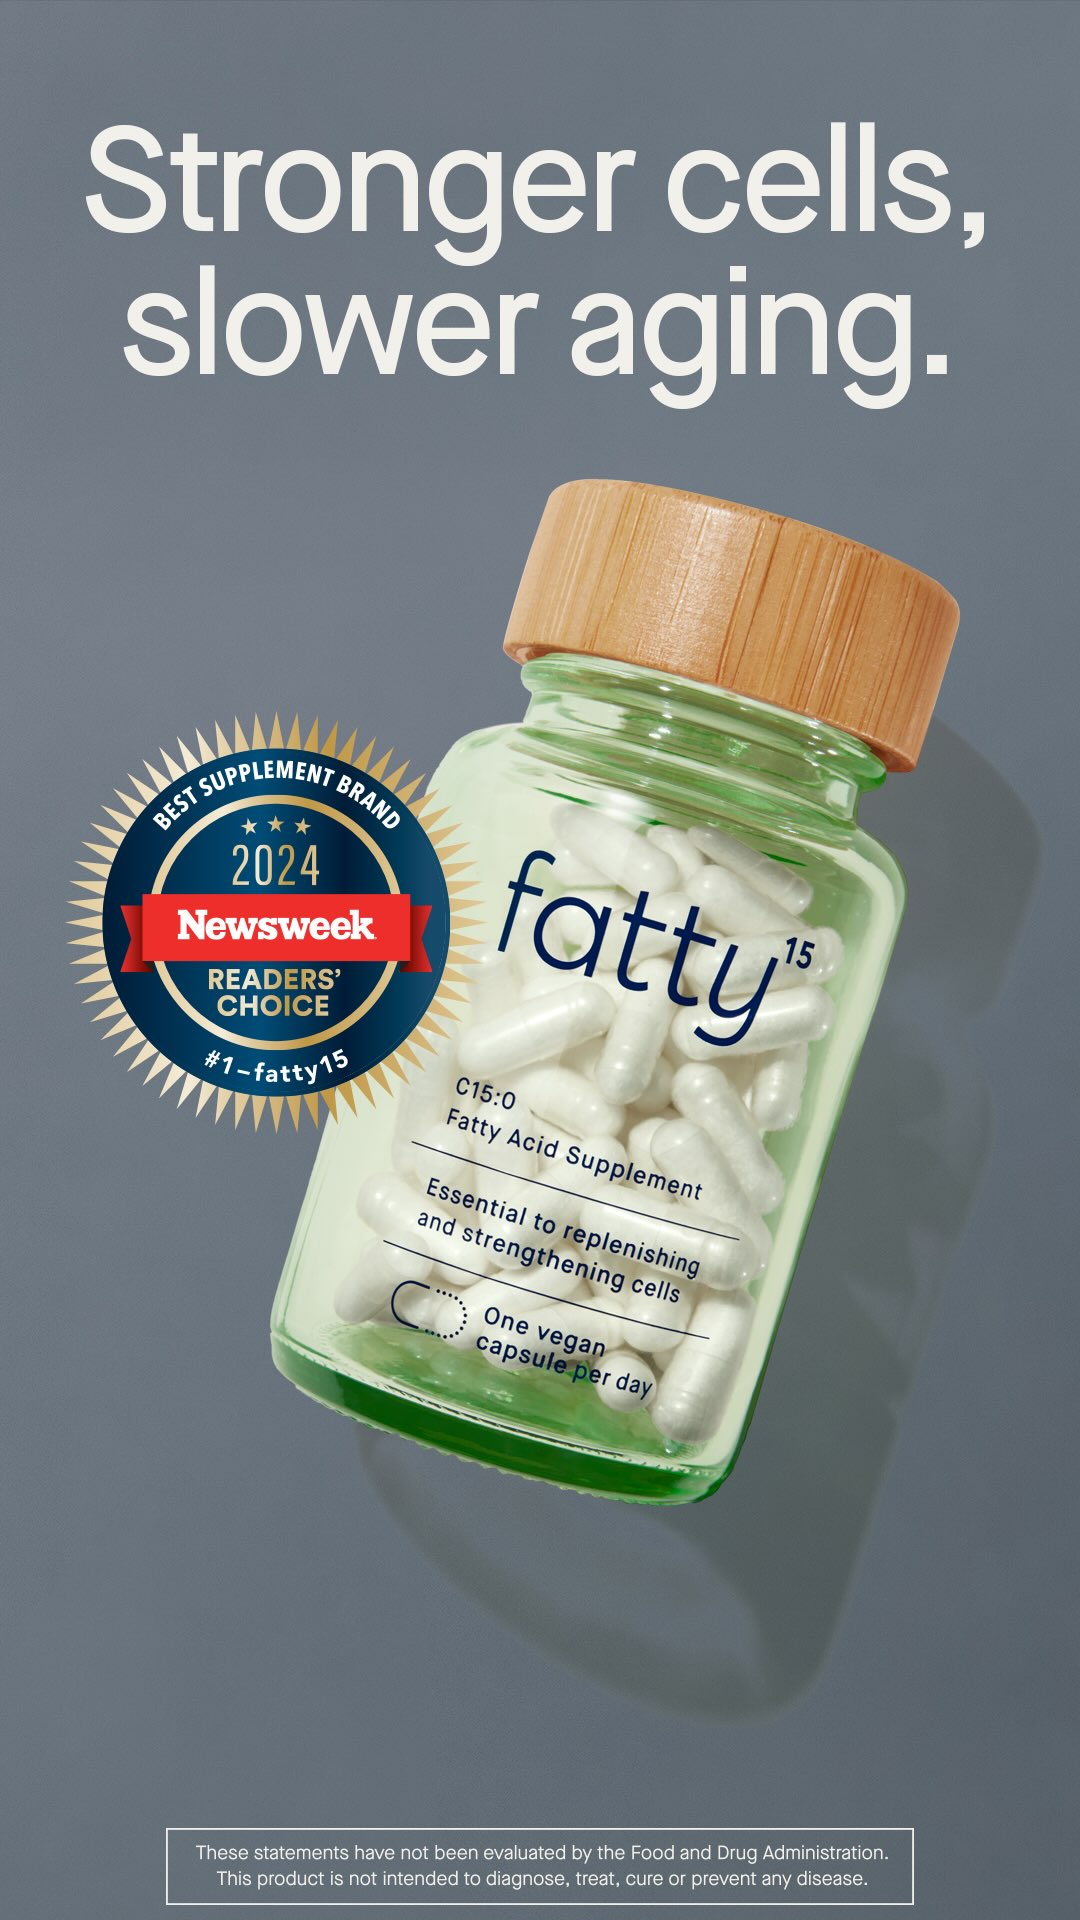 Stronger cells,
slower aging.
BEST SUPPLEMENT BRAND
2024
Newsweek
READERS'
CHOICE
#1–fatty15
fatty15
C15:0
Fatty Acid Supplement
Essential to replenishing
and strengthening cells
One vegan
capsule per day
These statements have not been evaluated by the Food and Drug Administration.
This product is not intended to diagnose, treat, cure or prevent any disease.